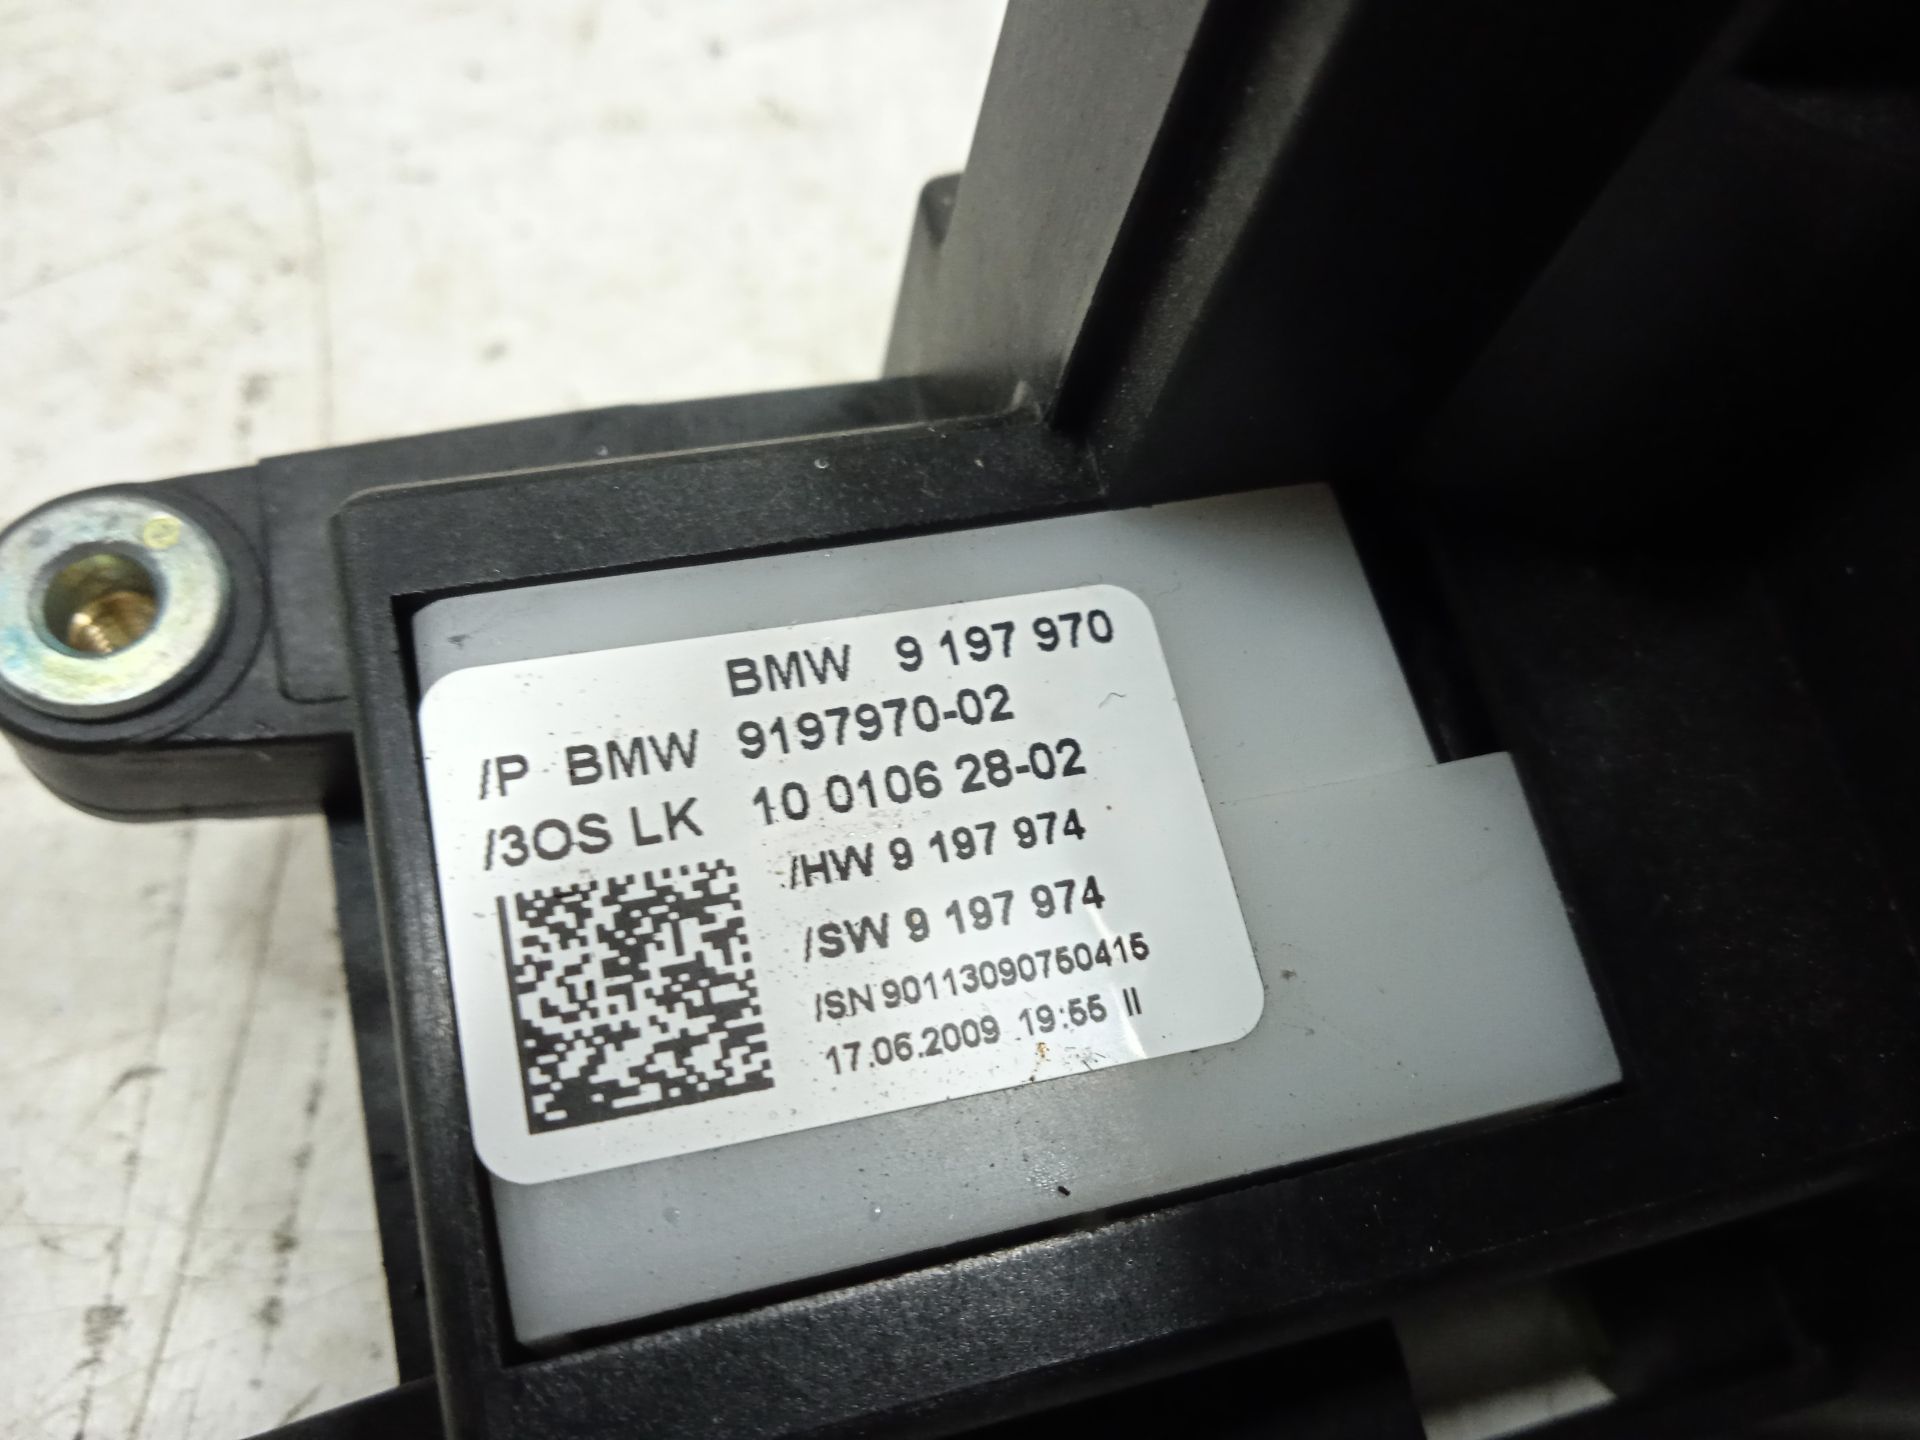 BMW 9 197 970
/P BMW 9197970-02
/3OS LK 10 0106 28-02
/HW 9 197 974
/SW 9 197 974
/SN 90113090750415
17.06.2009 19:55 II